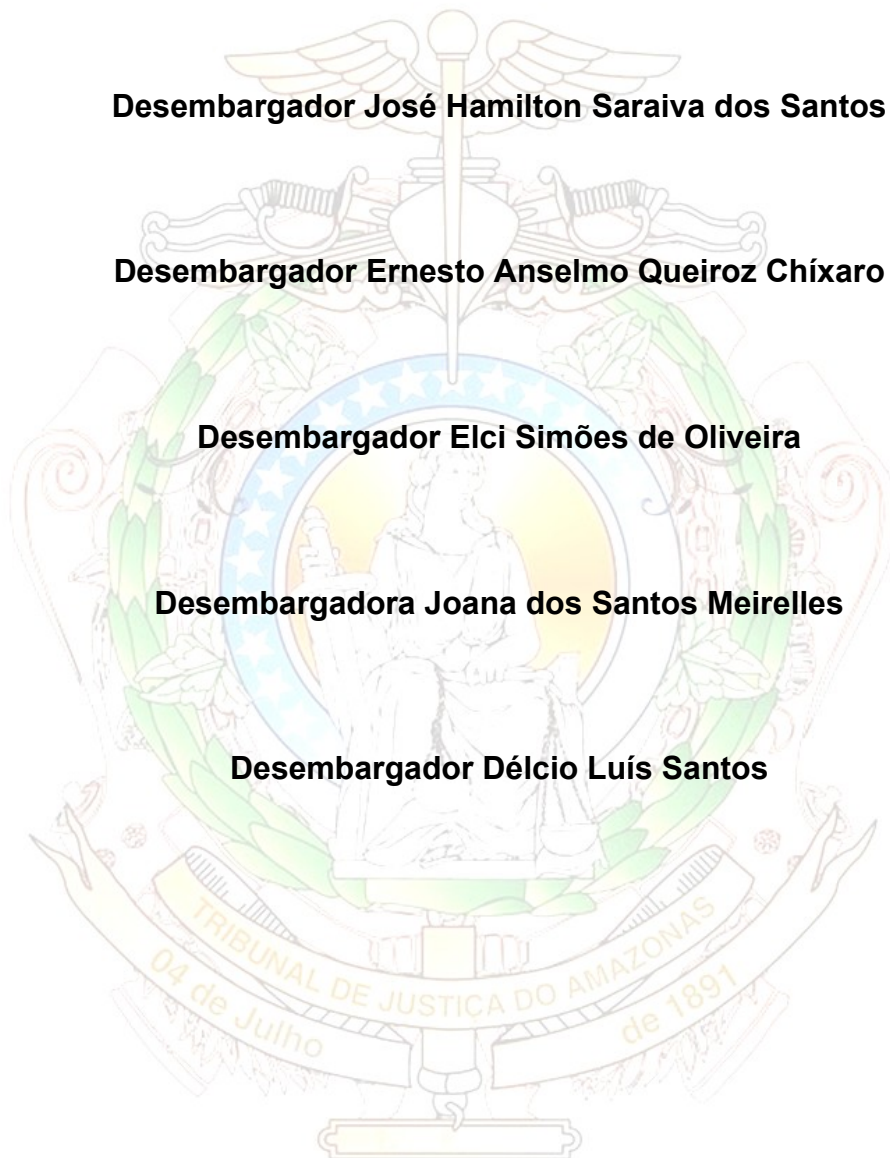 Desembargador José Hamilton Saraiva dos Santos
Desembargador Ernesto Anselmo Queiroz Chíxaro
Desembargador Elci Simões de Oliveira
Desembargadora Joana dos Santos Meirelles
Desembargador Délcio Luís Santos
TRIBUNAL DE JUSTIÇA DO AMAZONAS
04 de Julho de 1891